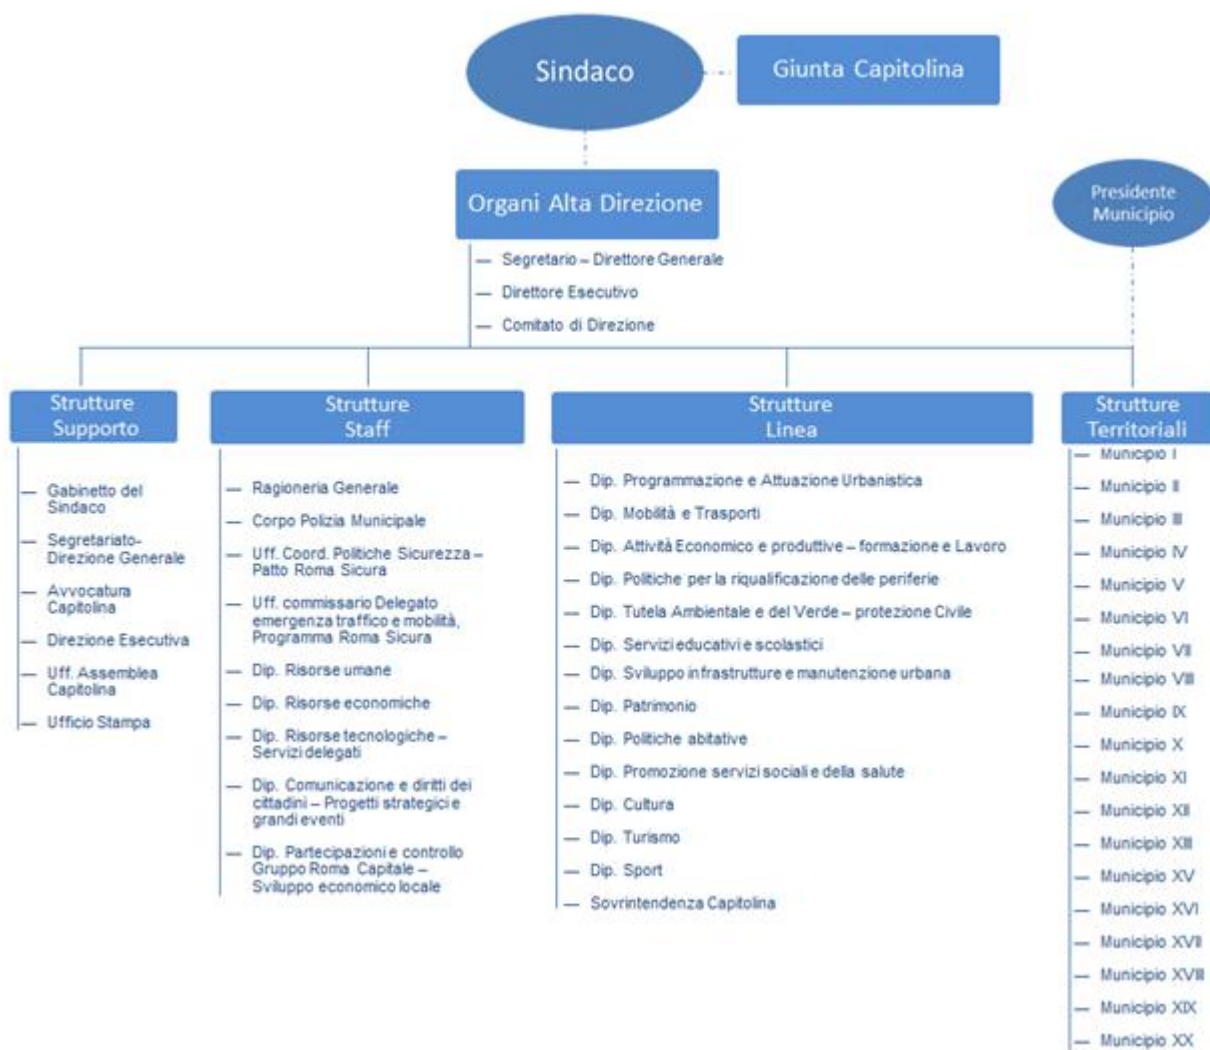 Sindaco
Giunta Capitolina
Organi Alta Direzione
Presidente
Municipio
Segretario – Direttore Generale
Direttore Esecutivo
Comitato di Direzione
Strutture
Supporto
Gabinetto del
Sindaco
Segretariato-
Direzione Generale
Avvocatura
Capitolina
Direzione Esecutiva
Uff. Assemblea
Capitolina
Ufficio Stampa
Strutture
Staff
Ragioneria Generale
Corpo Polizia Municipale
Uff. Coord. Politiche Sicurezza –
Patto Roma Sicura
Uff. commissario Delegato
emergenza traffico e mobilità,
Programma Roma Sicura
Dip. Risorse umane
Dip. Risorse economiche
Dip. Risorse tecnologiche –
Servizi delegati
Dip. Comunicazione e diritti dei
cittadini – Progetti strategici e
grandi eventi
Dip. Partecipazioni e controllo
Gruppo Roma Capitale –
Sviluppo economico locale
Strutture
Linea
Dip. Programmazione e Attuazione Urbanistica
Dip. Mobilità e Trasporti
Dip. Attività Economico e produttive – formazione e Lavoro
Dip. Politiche per la riqualificazione delle periferie
Dip. Tutela Ambientale e del Verde – protezione Civile
Dip. Servizi educativi e scolastici
Dip. Sviluppo infrastrutture e manutenzione urbana
Dip. Patrimonio
Dip. Politiche abitative
Dip. Promozione servizi sociali e della salute
Dip. Cultura
Dip. Turismo
Dip. Sport
Sovrintendenza Capitolina
Strutture
Territoriali
Municipio I
Municipio II
Municipio III
Municipio IV
Municipio V
Municipio VI
Municipio VII
Municipio VIII
Municipio IX
Municipio X
Municipio XI
Municipio XII
Municipio XIII
Municipio XV
Municipio XVI
Municipio XVII
Municipio XVIII
Municipio XIX
Municipio XX